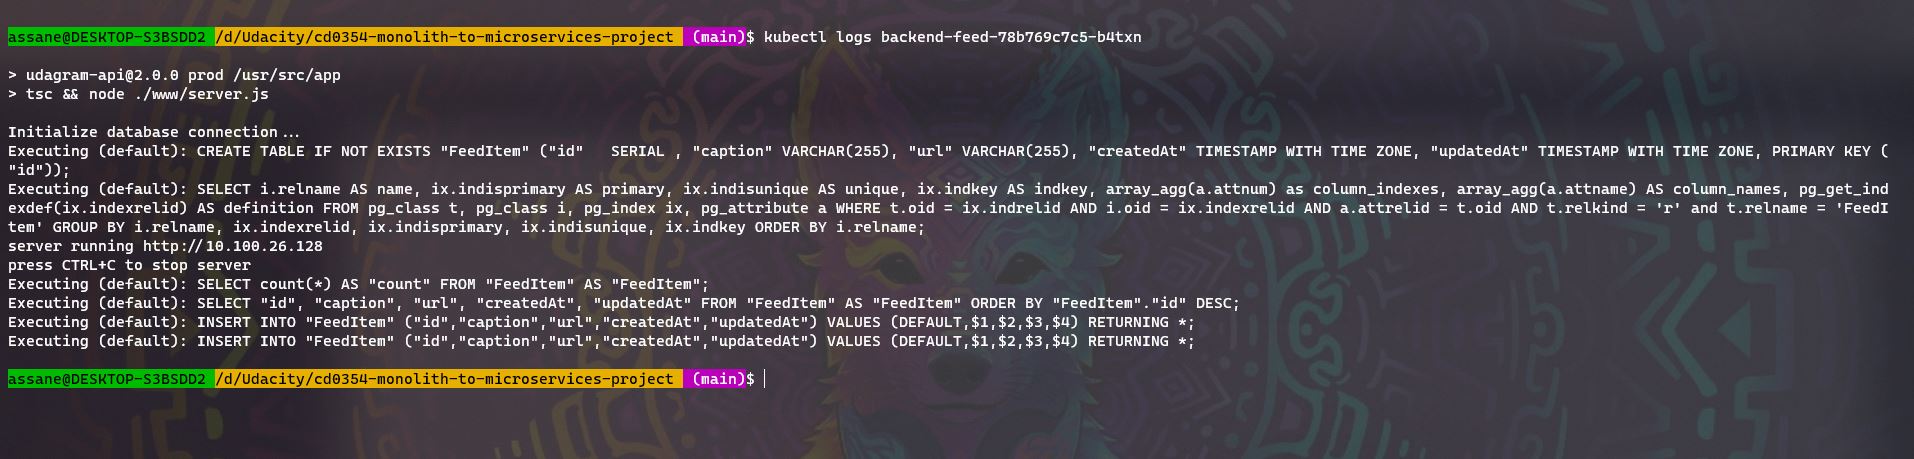 assane@DESKTOP-S3BSDD2 /d/Udacity/cd0354-monolith-to-microservices-project (main)$ kubectl logs backend-feed-78b769c7c5-b4txn
> udagram-api@2.0.0 prod /usr/src/app
> tsc && node ./www/server.js
Initialize database connection...
Executing (default): CREATE TABLE IF NOT EXISTS "FeedItem" ("id"   SERIAL , "caption" VARCHAR(255), "url" VARCHAR(255), "createdAt" TIMESTAMP WITH TIME ZONE, "updatedAt" TIMESTAMP WITH TIME ZONE, PRIMARY KEY (
"id"));
Executing (default): SELECT i.relname AS name, ix.indisprimary AS primary, ix.indisunique AS unique, ix.indkey AS indkey, array_agg(a.attnum) as column_indexes, array_agg(a.attname) AS column_names, pg_get_ind
exdef(ix.indexrelid) AS definition FROM pg_class t, pg_class i, pg_index ix, pg_attribute a WHERE t.oid = ix.indrelid AND i.oid = ix.indexrelid AND a.attrelid = t.oid AND t.relkind = 'r' and t.relname = 'FeedI
tem' GROUP BY i.relname, ix.indexrelid, ix.indisprimary, ix.indisunique, ix.indkey ORDER BY i.relname;
server running http://10.100.26.128
press CTRL+C to stop server
Executing (default): SELECT count(*) AS "count" FROM "FeedItem" AS "FeedItem";
Executing (default): SELECT "id", "caption", "url", "createdAt", "updatedAt" FROM "FeedItem" AS "FeedItem" ORDER BY "FeedItem"."id" DESC;
Executing (default): INSERT INTO "FeedItem" ("id","caption","url","createdAt","updatedAt") VALUES (DEFAULT,$1,$2,$3,$4) RETURNING *;
Executing (default): INSERT INTO "FeedItem" ("id","caption","url","createdAt","updatedAt") VALUES (DEFAULT,$1,$2,$3,$4) RETURNING *;
assane@DESKTOP-S3BSDD2 /d/Udacity/cd0354-monolith-to-microservices-project (main)$